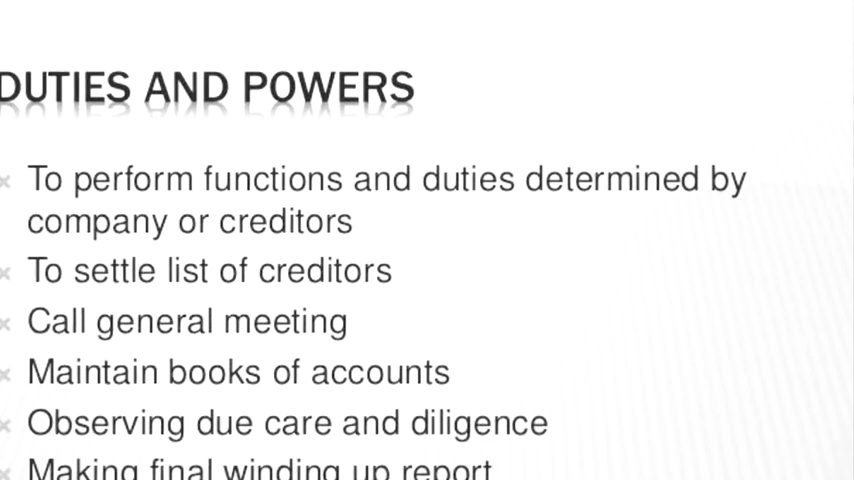 DUTIES AND POWERS
To perform functions and duties determined by
company or creditors
To settle list of creditors
Call general meeting
Maintain books of accounts
Observing due care and diligence
Making final winding up report